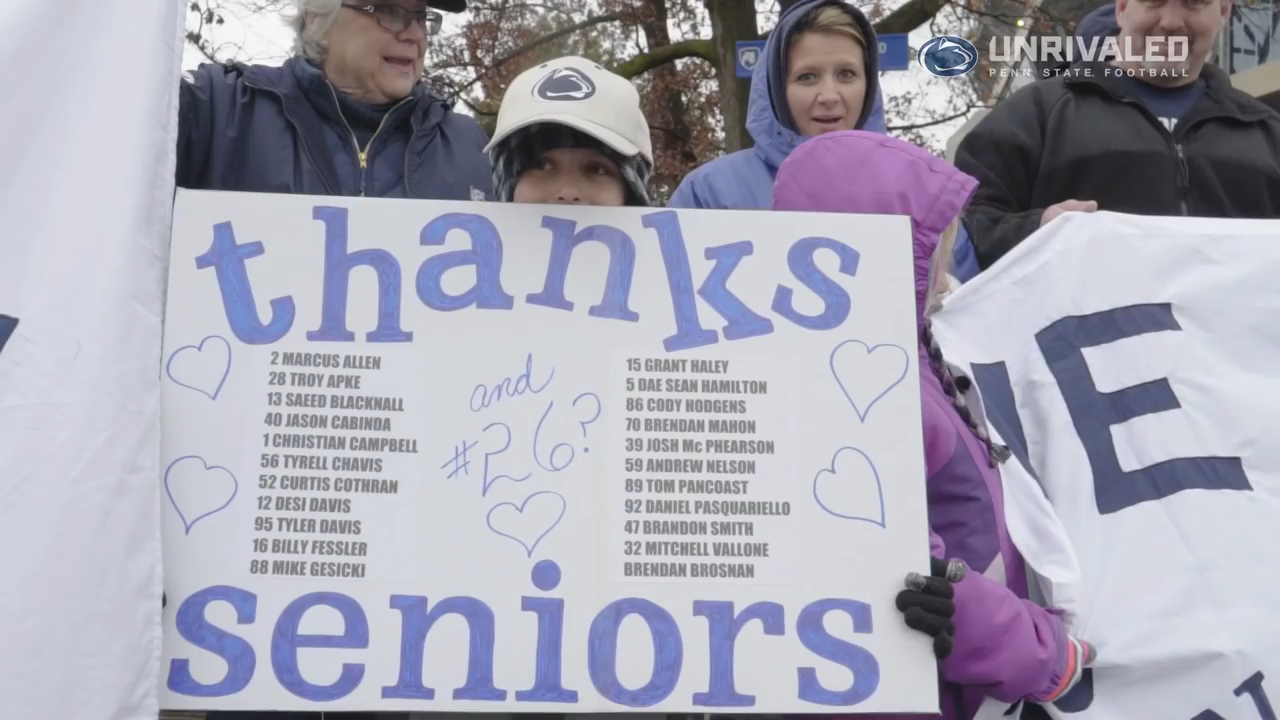 UNRIVALED
PENN STATE FOOTBALL
thanks
2 MARCUS ALLEN
28 TROY APKE
13 SAEED BLACKNALL
40 JASON CABINDA
1 CHRISTIAN CAMPBELL
56 TYRELL CHAVIS
52 CURTIS COTHRAN
12 DESI DAVIS
95 TYLER DAVIS
16 BILLY FESSLER
88 MIKE GESICKI
and
#26?
15 GRANT HALEY
5 DAE SEAN HAMILTON
86 CODY HODGENS
70 BRENDAN MAHON
39 JOSH Mc PHEARSON
59 ANDREW NELSON
89 TOM PANCOAST
92 DANIEL PASQUARIELLO
47 BRANDON SMITH
32 MITCHELL VALLONE
BRENDAN BROSNAN
seniors
E